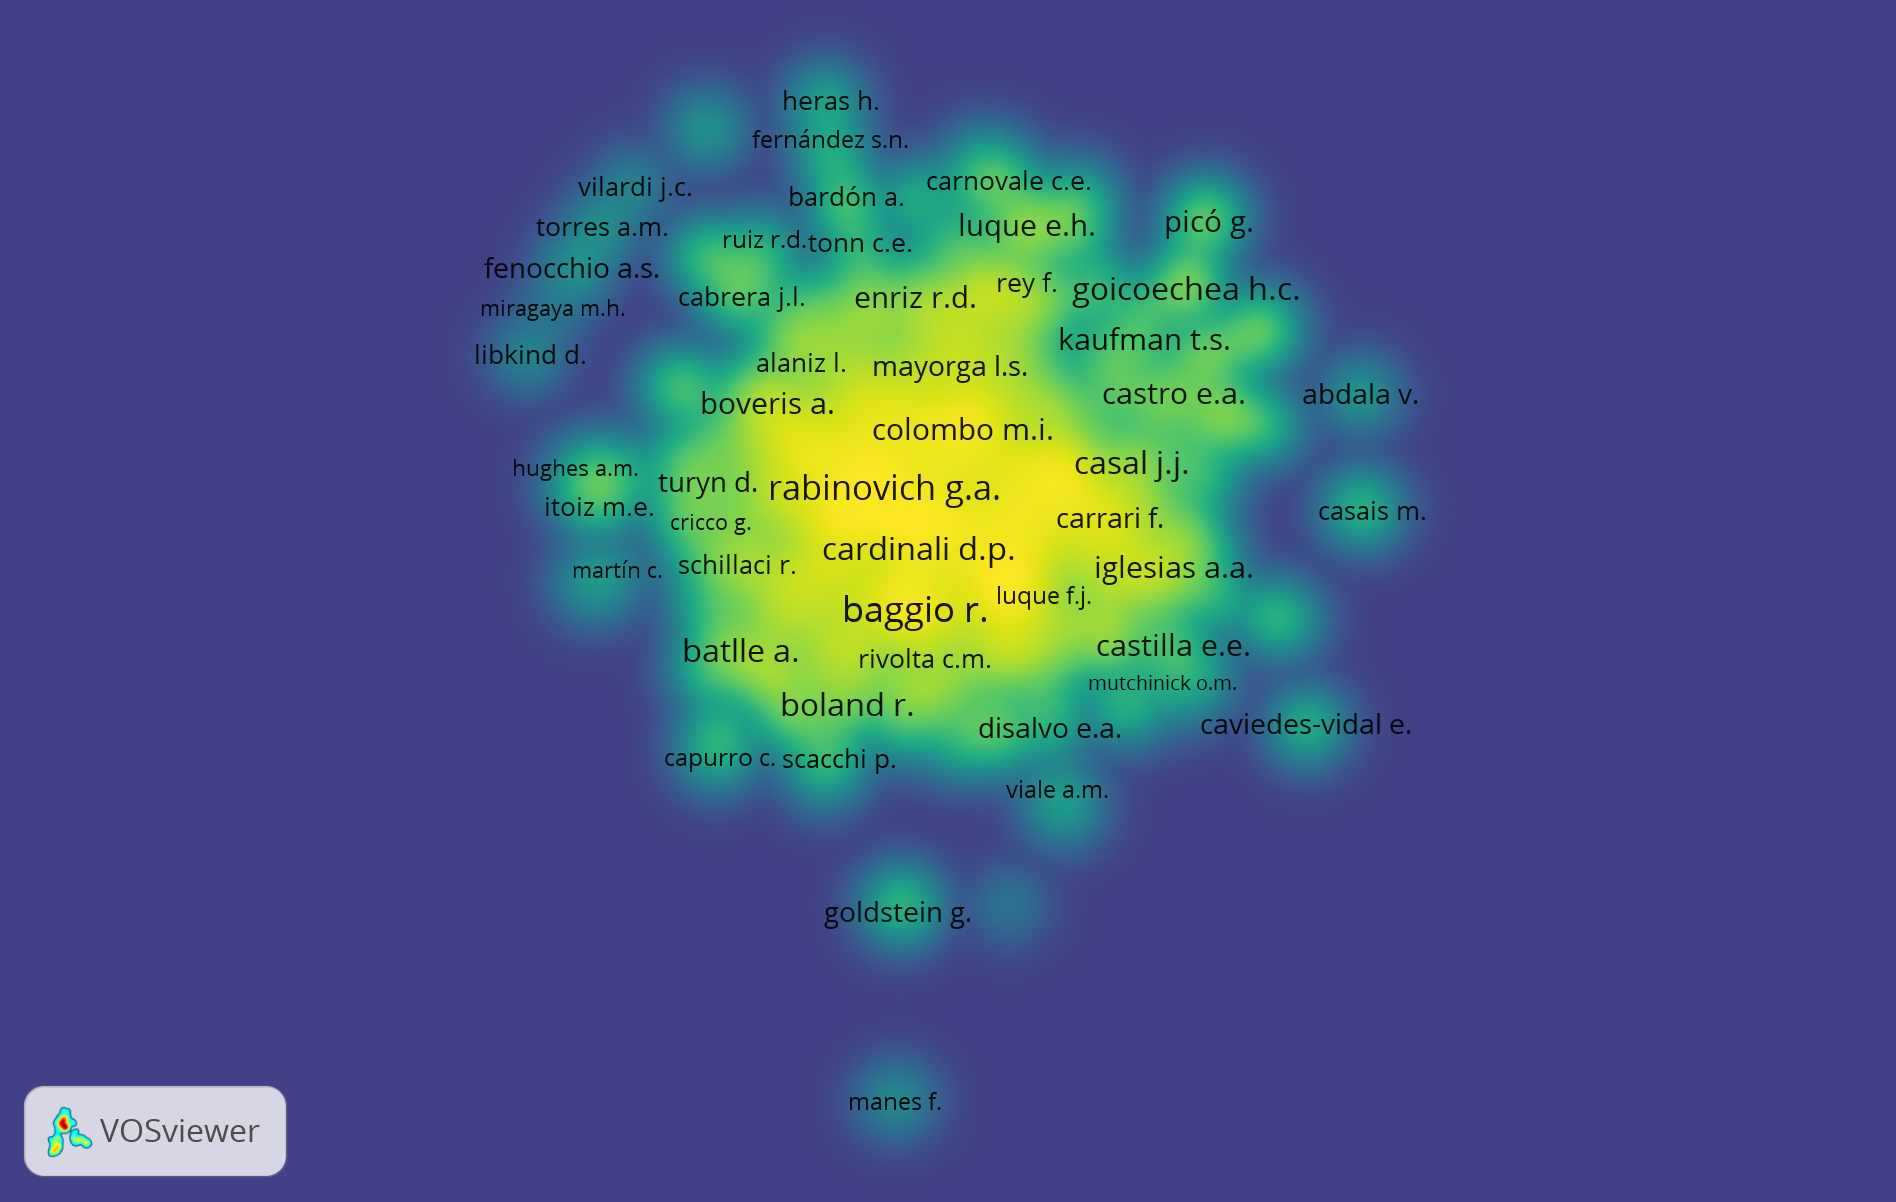 heras h.
fernández s.n.
vilardi j.c.
bardón a.
carnovale c.e.
torres a.m.
luque e.h.
picó g.
ruiz r.d.
tonn c.e.
fenocchio a.s.
cabrera j.l.
enriz r.d.
rey f.
goicoechea h.c.
miragaya m.h.
kaufman t.s.
libkind d.
alaniz l.
mayorga l.s.
boveris a.
castro e.a.
abdala v.
colombo m.i.
hughes a.m.
turyn d.
rabinovich g.a.
casal j.j.
itoiz m.e.
cricco g.
carrari f.
casais m.
martín c.
schillaci r.
cardinali d.p.
iglesias a.a.
baggio r.
luque f.j.
batlle a.
rivolta c.m.
castilla e.e.
mutchinick o.m.
boland r.
disalvo e.a.
caviedes-vidal e.
capurro c.
scacchi p.
viale a.m.
goldstein g.
manes f.
VOSviewer